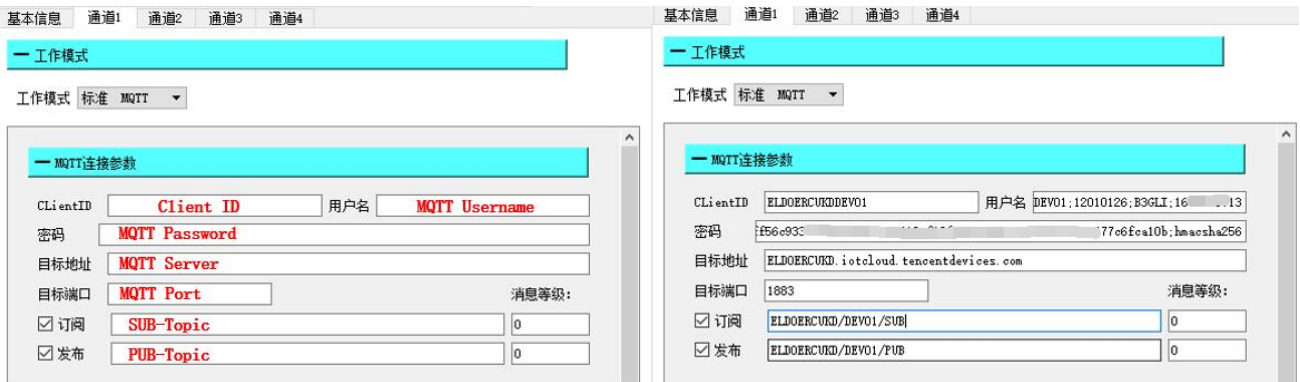 基本信息 通道1 通道2 通道3 通道4
一 工作模式
工作模式 标准 MQTT
一 MQTT连接参数
CLientID Client ID 用户名 MQTT Username
密码 MQTT Password
目标地址 MQTT Server
目标端口 MQTT Port 消息等级:
订阅 SUB-Topic 0
发布 PUB-Topic 0
基本信息 通道1 通道2 通道3 通道4
一 工作模式
工作模式 标准 MQTT
一 MQTT连接参数
CLientID ELDOERCUKDDEV01 用户名 DEV01;12010126;B3GLI;16 13
密码 f56c933 77c6fca10b;hmacsha256
目标地址 ELDOERCUKD.iotcloud.tencentdevices.com
目标端口 1883 消息等级:
订阅 ELDOERCUKD/DEV01/SUB 0
发布 ELDOERCUKD/DEV01/PUB 0